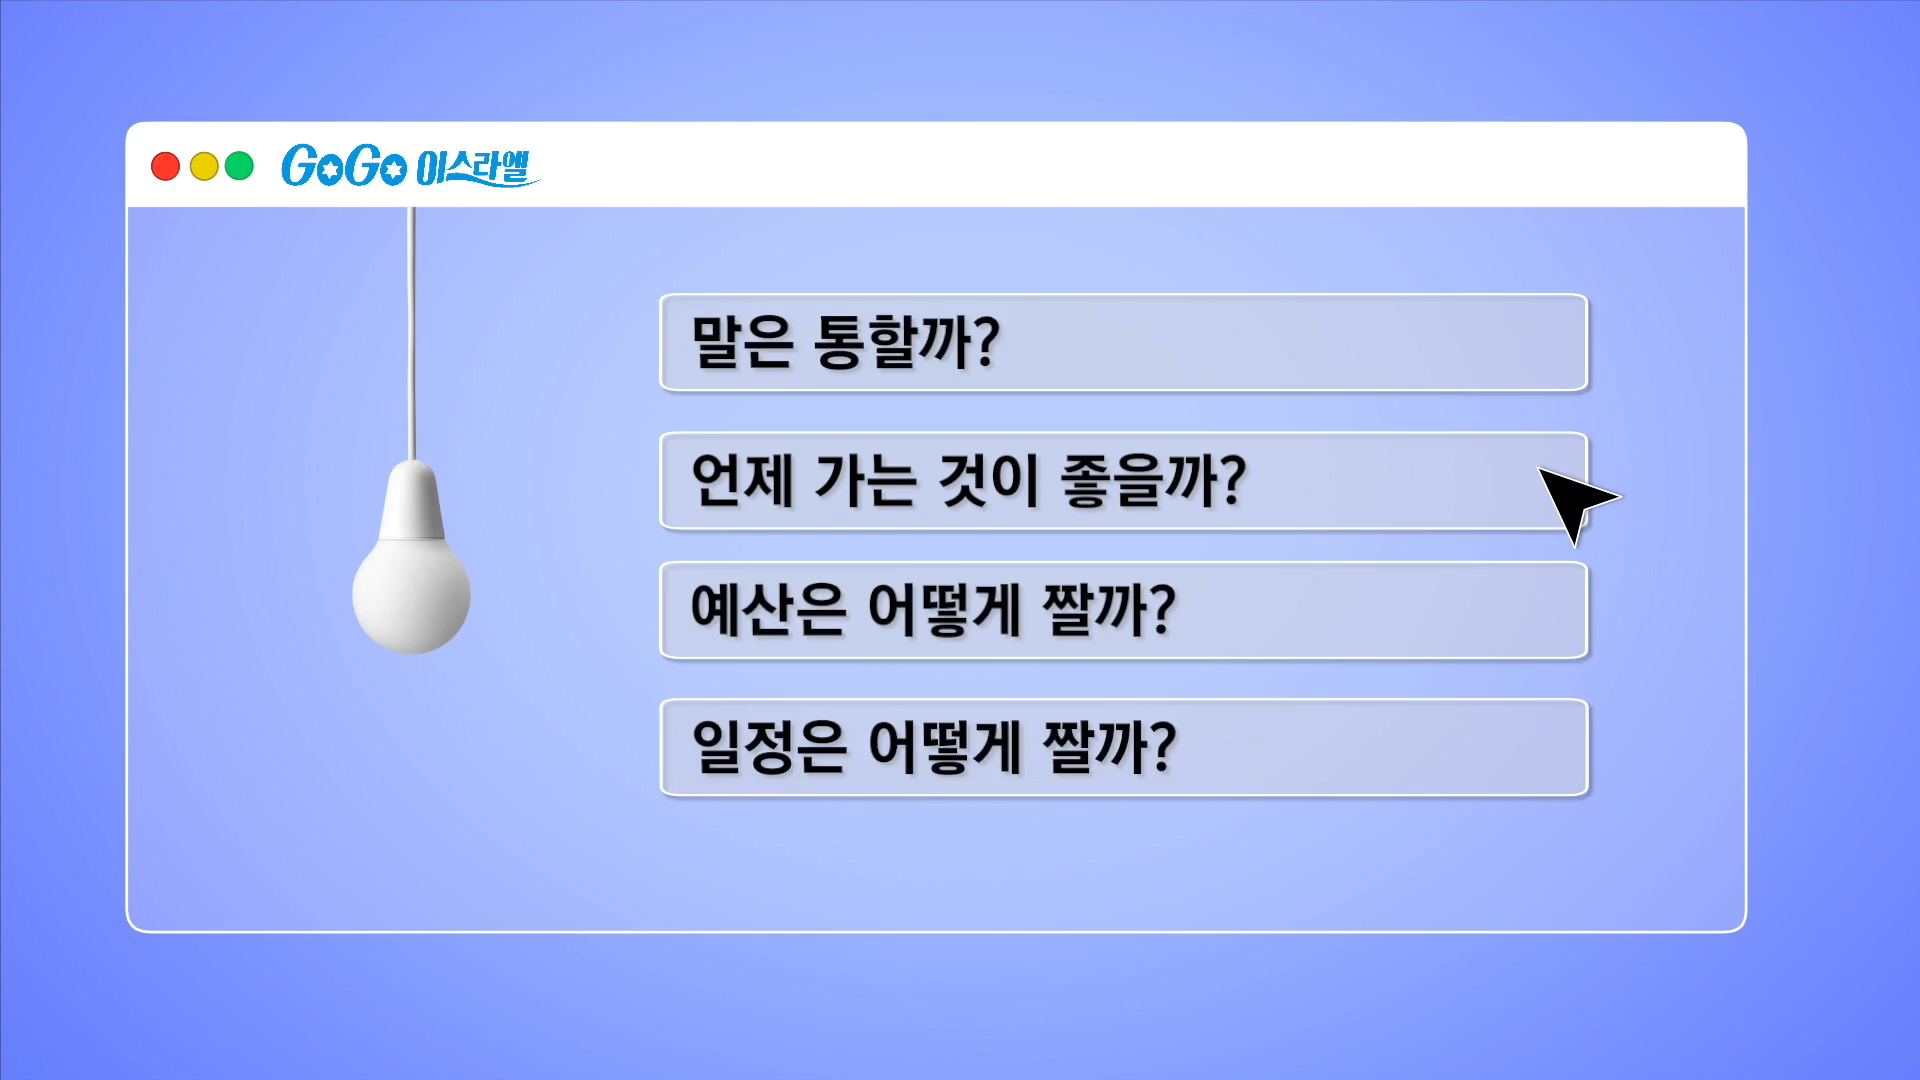 GoGo 이스라엘
말은 통할까?
언제 가는 것이 좋을까?
예산은 어떻게 짤까?
일정은 어떻게 짤까?